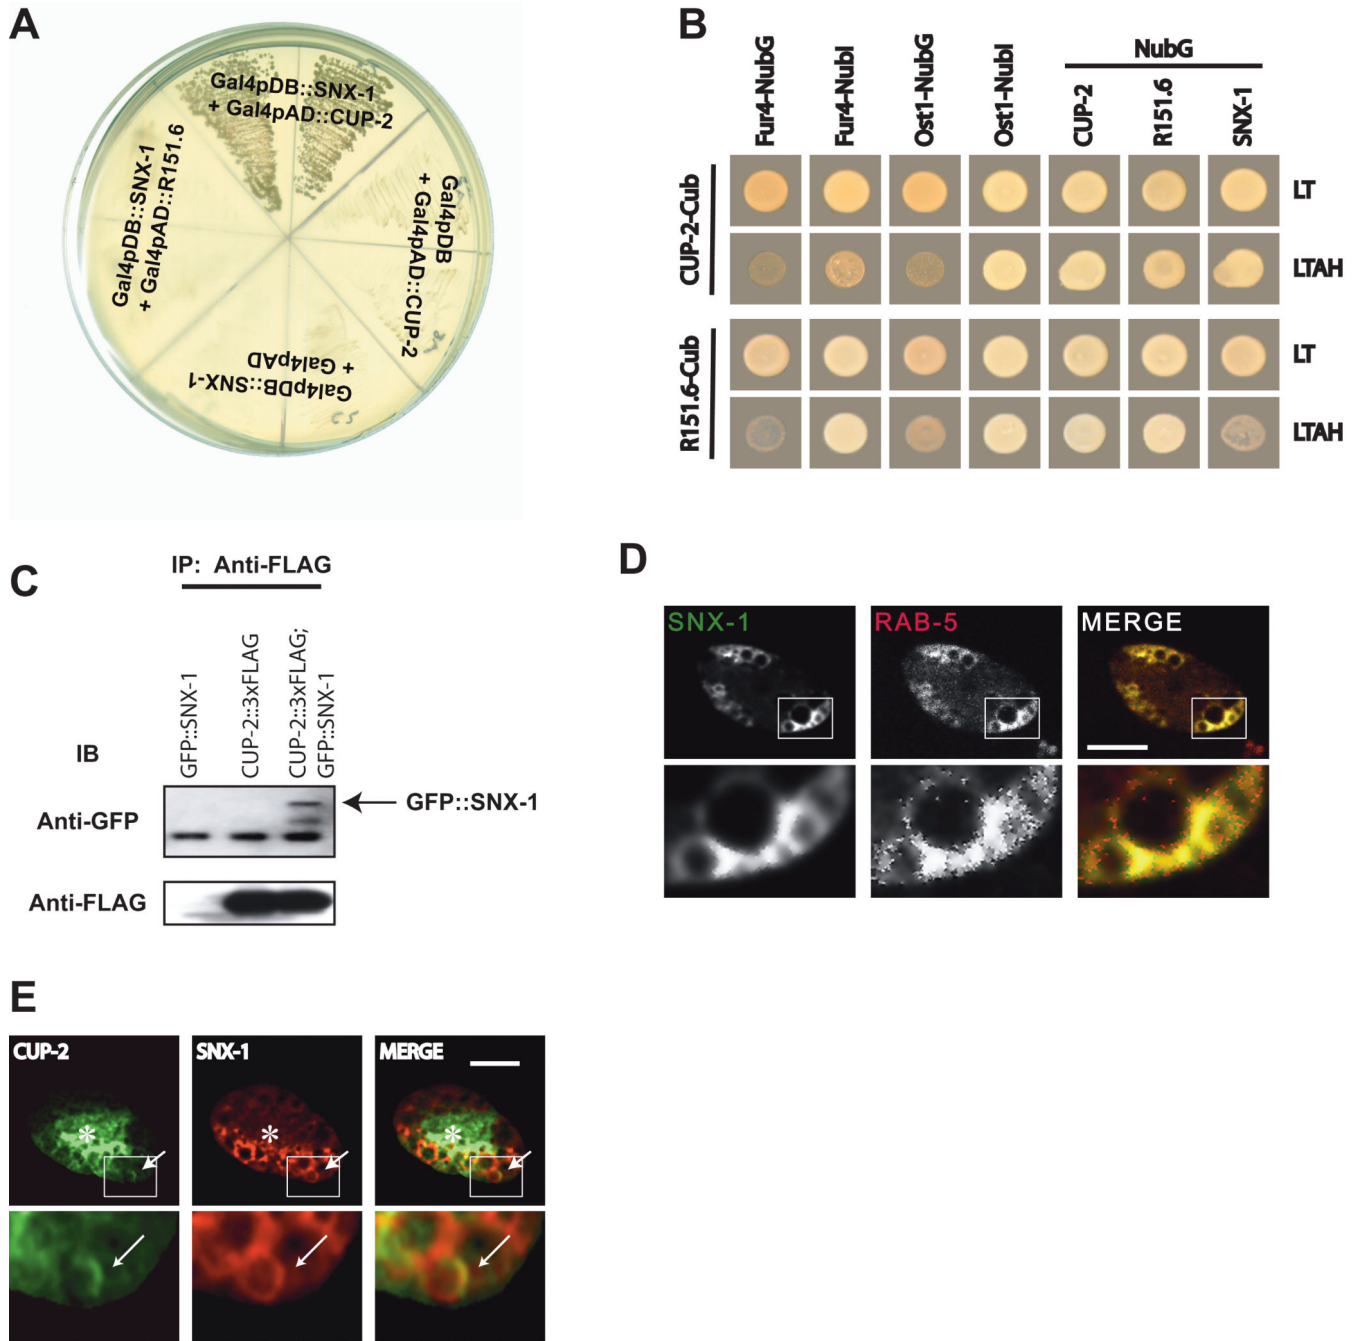 A
Gal4pDB::SNX-1
+ Gal4pAD::CUP-2
Gal4pDB
+ Gal4pAD::CUP-2
Gal4pDB::SNX-1
+ Gal4pAD
Gal4pDB::SNX-1
+ Gal4pAD::R151.6
B
Fur4-NubG
Fur4-NubI
Ost1-NubG
Ost1-NubI
NubG
CUP-2
R151.6
SNX-1
CUP-2-Cub
LT
LTAH
R151.6-Cub
LT
LTAH
C
IP: Anti-FLAG
IB
GFP::SNX-1
CUP-2::3xFLAG
CUP-2::3xFLAG;
GFP::SNX-1
Anti-GFP
GFP::SNX-1
Anti-FLAG
D
SNX-1
RAB-5
MERGE
E
CUP-2
SNX-1
MERGE
*
*
*